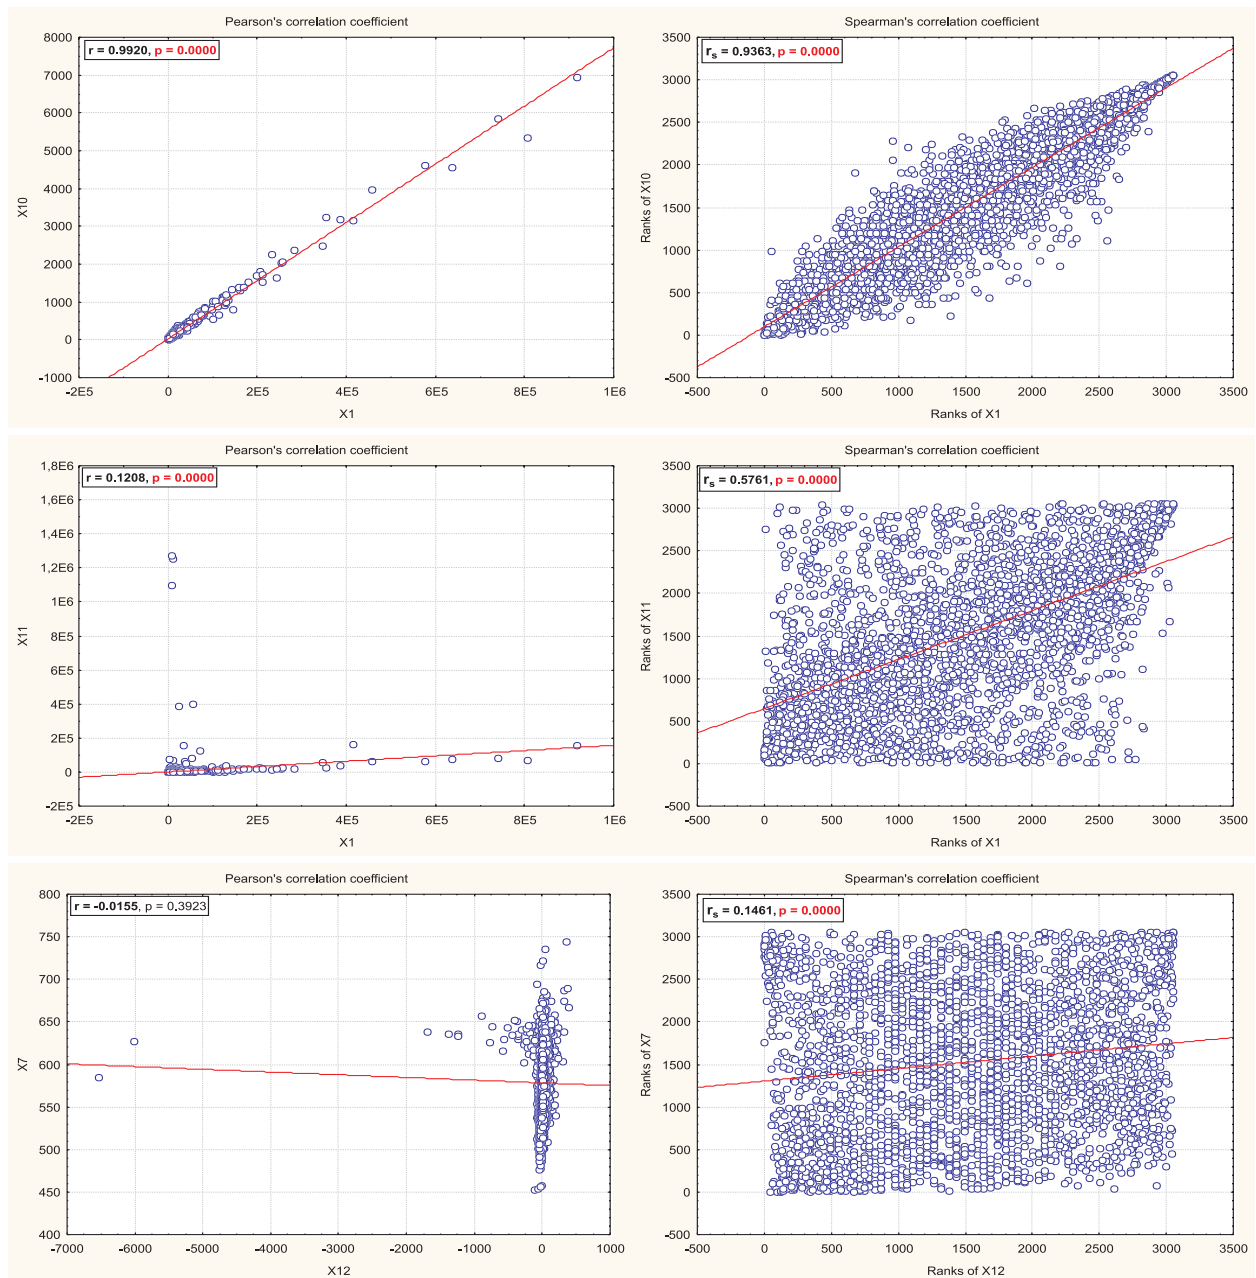 Pearson's correlation coefficient
r = 0.9920, p = 0.0000
8000
7000
6000
5000
4000
3000
2000
1000
0
-1000
X10
-2E5 0 2E5 4E5 6E5 8E5 1E6
X1
Spearman's correlation coefficient
rs = 0.9363, p = 0.0000
3500
3000
2500
2000
1500
1000
500
0
-500
Ranks of X10
-500 0 500 1000 1500 2000 2500 3000 3500
Ranks of X1
Pearson's correlation coefficient
r = 0.1208, p = 0.0000
1,8E6
1,6E6
1,4E6
1,2E6
1E6
8E5
6E5
4E5
2E5
0
-2E5
X11
-2E5 0 2E5 4E5 6E5 8E5 1E6
X1
Spearman's correlation coefficient
rs = 0.5761, p = 0.0000
3500
3000
2500
2000
1500
1000
500
0
-500
Ranks of X11
-500 0 500 1000 1500 2000 2500 3000 3500
Ranks of X1
Pearson's correlation coefficient
r = -0.0155, p = 0.3923
800
750
700
650
600
550
500
450
400
X7
-7000 -6000 -5000 -4000 -3000 -2000 -1000 0 1000
X12
Spearman's correlation coefficient
rs = 0.1461, p = 0.0000
3500
3000
2500
2000
1500
1000
500
0
-500
Ranks of X7
-500 0 500 1000 1500 2000 2500 3000 3500
Ranks of X12